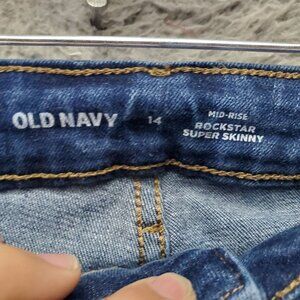 OLD NAVY
14
MID-RISE
ROCKSTAR
SUPER SKINNY